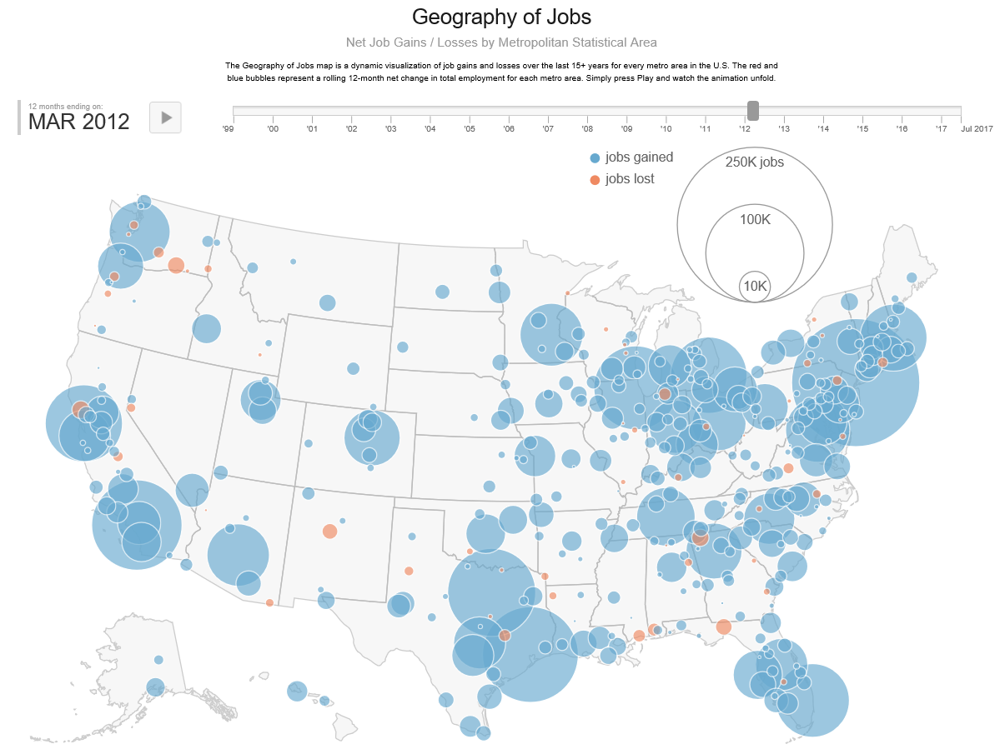 Geography of Jobs
Net Job Gains / Losses by Metropolitan Statistical Area
The Geography of Jobs map is a dynamic visualization of job gains and losses over the last 15+ years for every metro area in the U.S. The red and
blue bubbles represent a rolling 12-month net change in total employment for each metro area. Simply press Play and watch the animation unfold.
12 months ending on:
MAR 2012
'99 '00 '01 '02 '03 '04 '05 '06 '07 '08 '09 '10 '11 '12 '13 '14 '15 '16 '17 Jul 2017
jobs gained
jobs lost
250K jobs
100K
10K